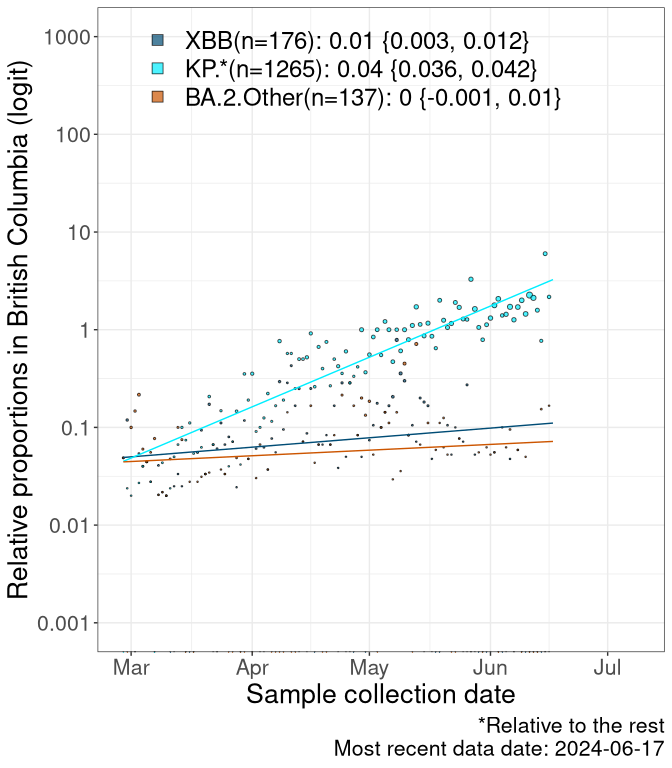 Relative proportions in British Columbia (logit)
1000
100
10
1
0.1
0.01
0.001
XBB(n=176): 0.01 {0.003, 0.012}
KP.*(n=1265): 0.04 {0.036, 0.042}
BA.2.Other(n=137): 0 {-0.001, 0.01}
Mar Apr May Jun Jul
Sample collection date
*Relative to the rest
Most recent data date: 2024-06-17